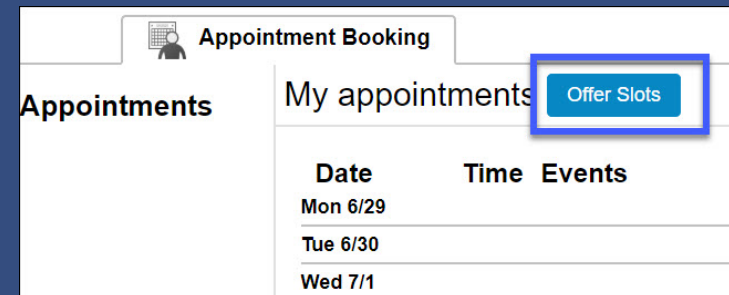 Appointment Booking
Appointments
My appointments
Offer Slots
Date Time Events
Mon 6/29
Tue 6/30
Wed 7/1